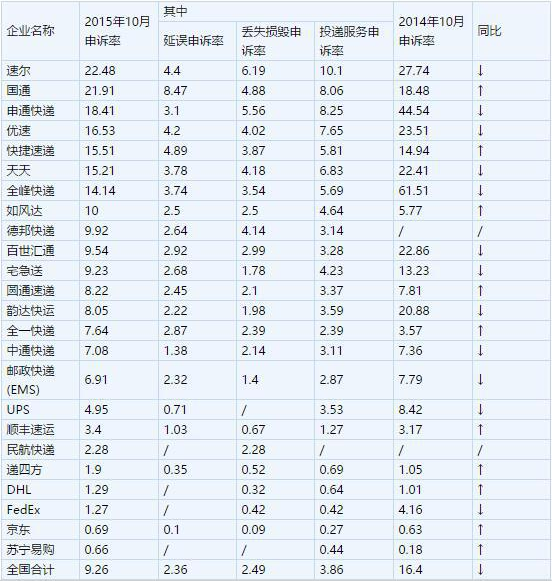 企业名称 2015年10月申诉率 其中 2014年10月申诉率 同比
延误申诉率 丢失损毁申诉率 投递服务申诉率
速尔 22.48 4.4 6.19 10.1 27.74 ↓
国通 21.91 8.47 4.88 8.06 18.48 ↑
申通快递 18.41 3.1 5.56 8.25 44.54 ↓
优速 16.53 4.2 4.02 7.65 23.51 ↓
快捷速递 15.51 4.89 3.87 5.81 14.94 ↑
天天 15.21 3.78 4.18 6.83 22.41 ↓
全峰快递 14.14 3.74 3.54 5.69 61.51 ↓
如风达 10 2.5 2.5 4.64 5.77 ↑
德邦快递 9.92 2.64 4.14 3.14 / /
百世汇通 9.54 2.92 2.99 3.28 22.86 ↓
宅急送 9.23 2.68 1.78 4.23 13.23 ↓
圆通速递 8.22 2.45 2.1 3.37 7.81 ↑
韵达快运 8.05 2.22 1.98 3.59 20.88 ↓
全一快递 7.64 2.87 2.39 2.39 3.57 ↑
中通快递 7.08 1.38 2.14 3.11 7.36 ↓
邮政快递(EMS) 6.91 2.32 1.4 2.87 7.79 ↓
UPS 4.95 0.71 / 3.53 8.42 ↓
顺丰速运 3.4 1.03 0.67 1.27 3.17 ↑
民航快递 2.28 / 2.28 / / /
递四方 1.9 0.35 0.52 0.69 1.05 ↑
DHL 1.29 / 0.32 0.64 1.01 ↑
FedEx 1.27 / 0.42 0.42 4.16 ↓
京东 0.69 0.1 0.09 0.27 0.63 ↑
苏宁易购 0.66 / / 0.44 0.18 ↑
全国合计 9.26 2.36 2.49 3.86 16.4 ↓